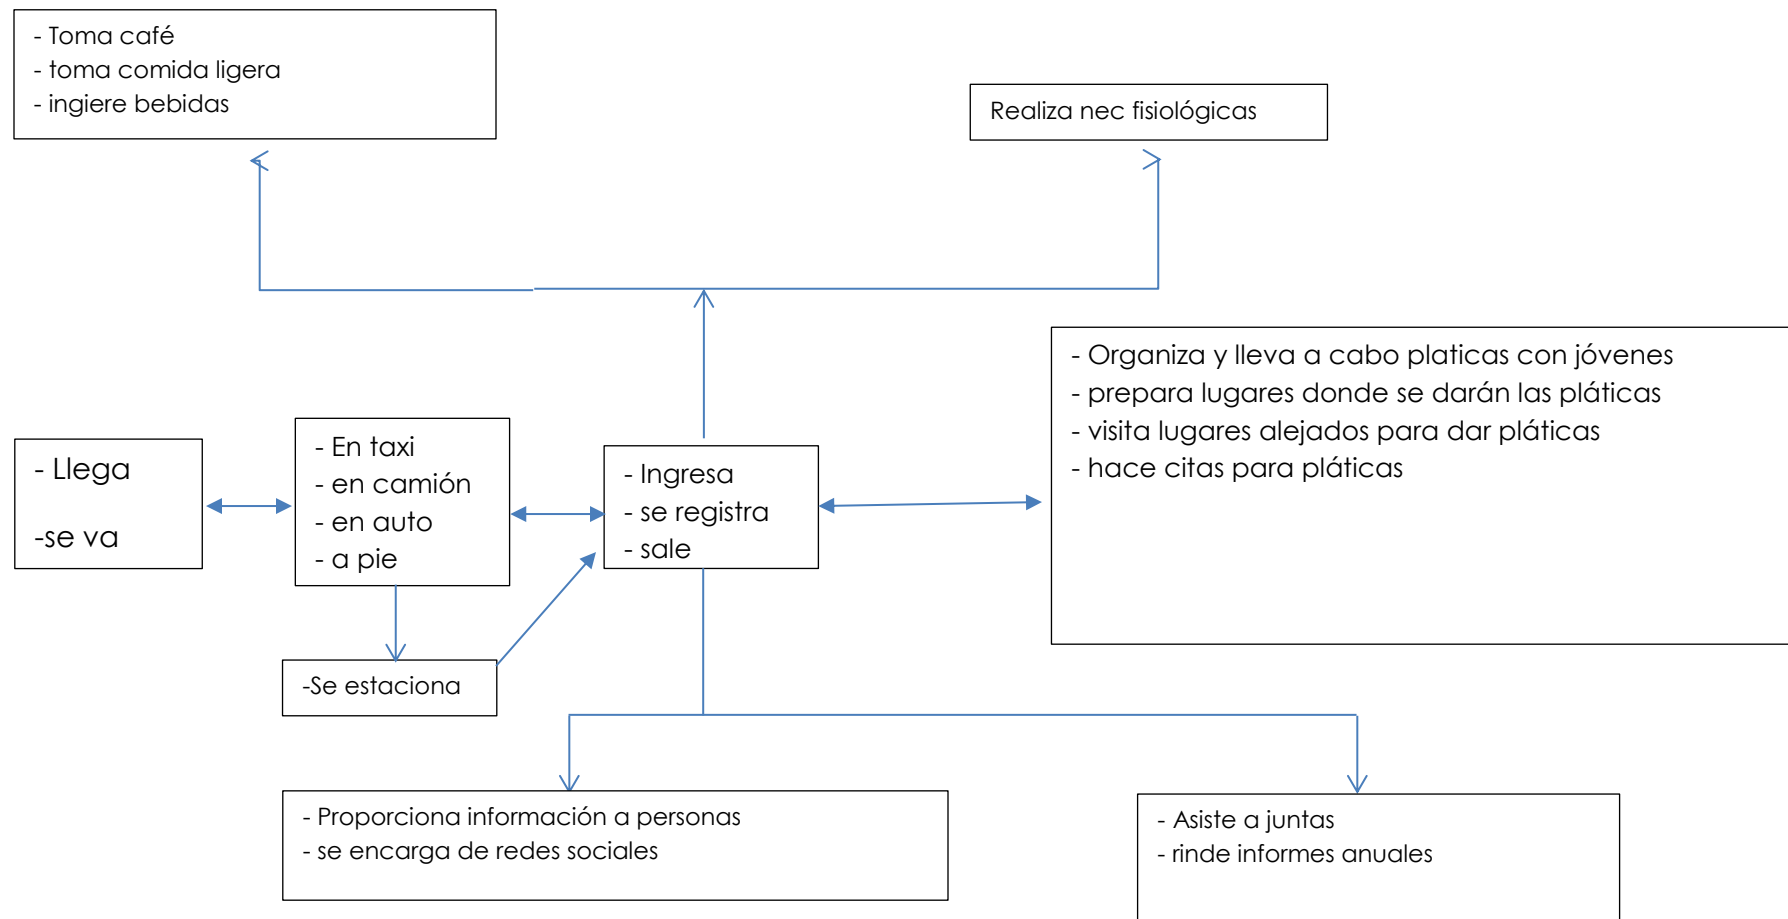 - Toma café
- toma comida ligera
- ingiere bebidas
Realiza nec fisiológicas
- Organiza y lleva a cabo platicas con jóvenes
- prepara lugares donde se darán las pláticas
- visita lugares alejados para dar pláticas
- hace citas para pláticas
- Llega
-se va
- En taxi
- en camión
- en auto
- a pie
- Ingresa
- se registra
- sale
-Se estaciona
- Proporciona información a personas
- se encarga de redes sociales
- Asiste a juntas
- rinde informes anuales